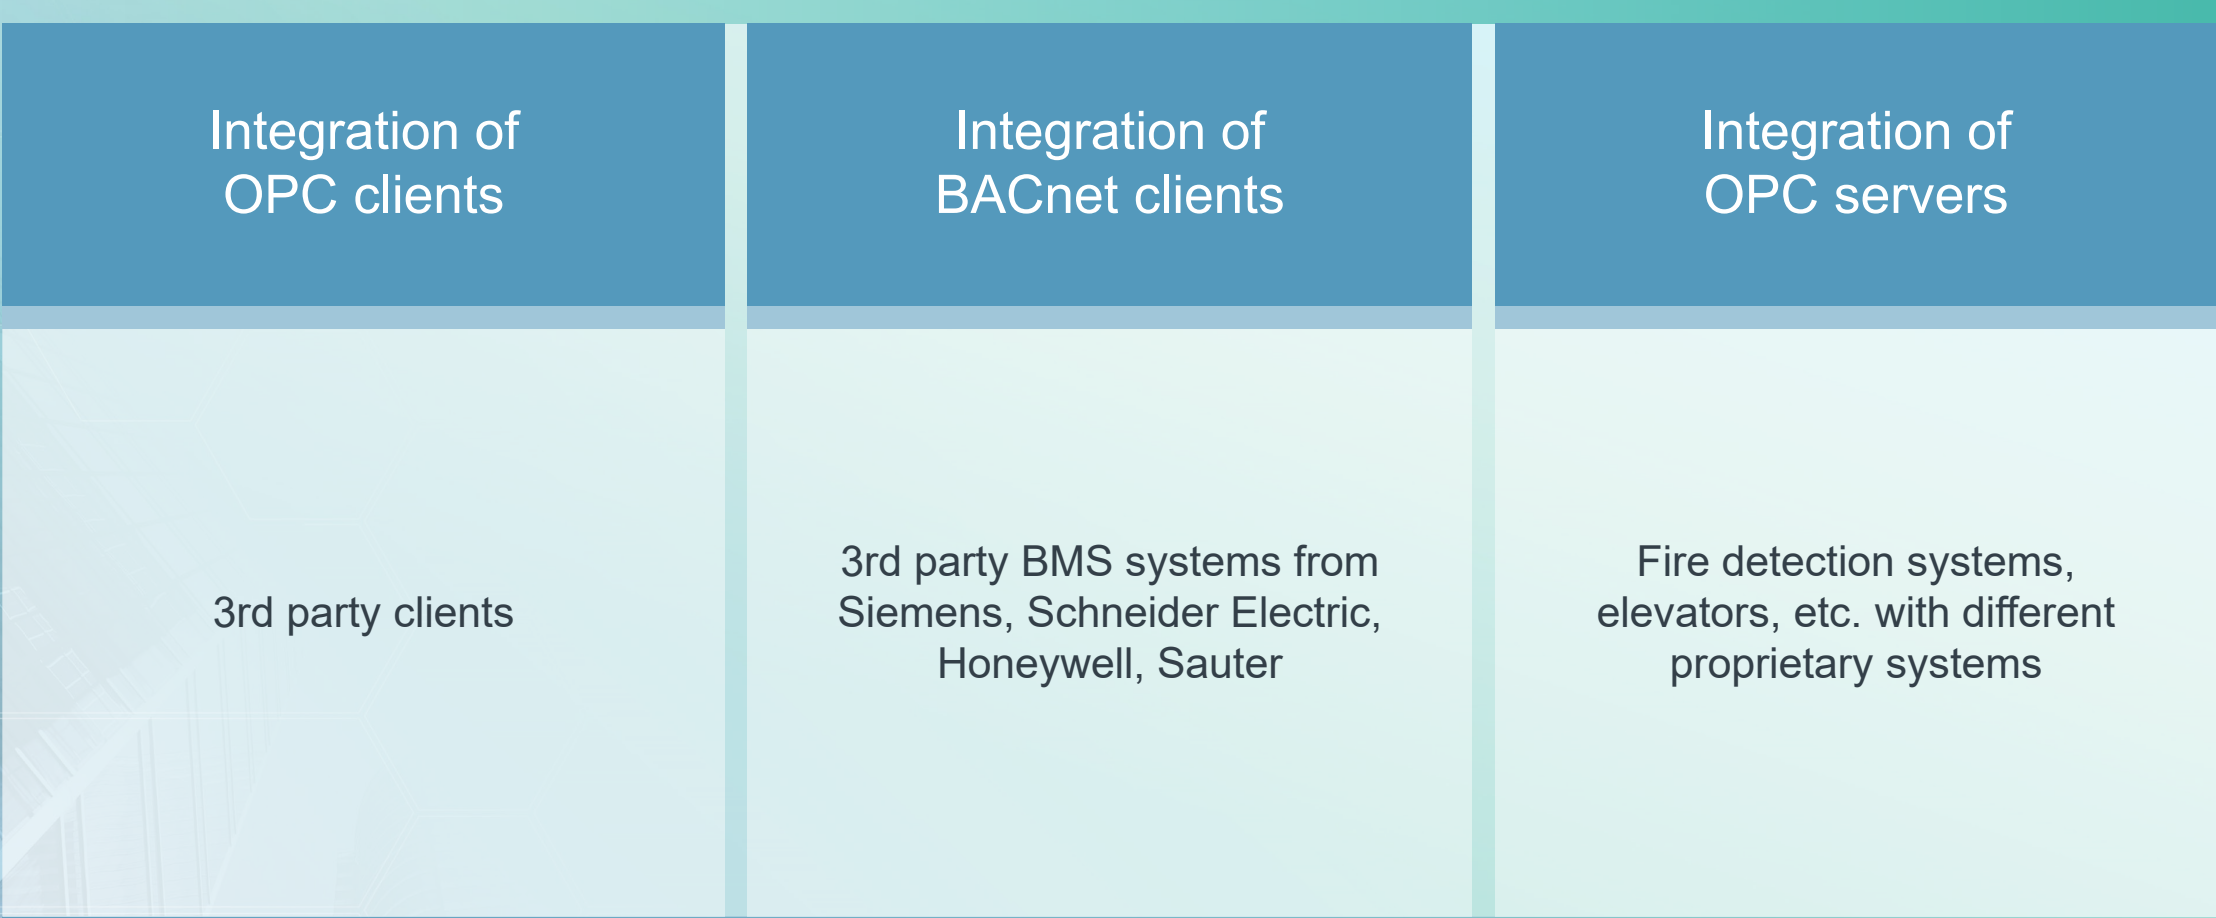 Integration of
OPC clients
3rd party clients
Integration of
BACnet clients
3rd party BMS systems from
Siemens, Schneider Electric,
Honeywell, Sauter
Integration of
OPC servers
Fire detection systems,
elevators, etc. with different
proprietary systems